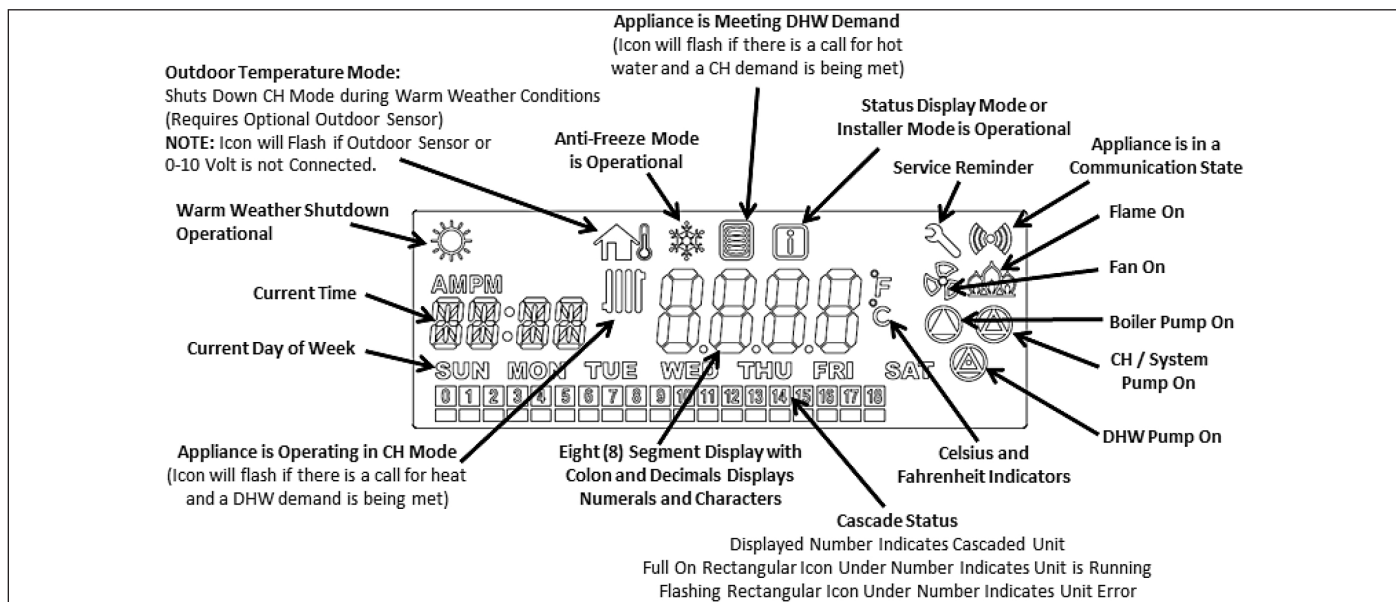 Appliance is Meeting DHW Demand
(Icon will flash if there is a call for hot
water and a CH demand is being met)
Outdoor Temperature Mode:
Shuts Down CH Mode during Warm Weather Conditions
(Requires Optional Outdoor Sensor)
NOTE: Icon will Flash if Outdoor Sensor or
0-10 Volt is not Connected.
Anti-Freeze Mode
is Operational
Status Display Mode or
Installer Mode is Operational
Service Reminder
Appliance is in a
Communication State
Warm Weather Shutdown
Operational
Flame On
Fan On
Current Time
Boiler Pump On
Current Day of Week
CH / System
Pump On
DHW Pump On
AMPM
°F
°C
SUN MON TUE WED THU FRI SAT
0 1 2 3 4 5 6 7 8 9 10 11 12 13 14 15 16 17 18
Appliance is Operating in CH Mode
(Icon will flash if there is a call for heat
and a DHW demand is being met)
Eight (8) Segment Display with
Colon and Decimals Displays
Numerals and Characters
Celsius and
Fahrenheit Indicators
Cascade Status
Displayed Number Indicates Cascaded Unit
Full On Rectangular Icon Under Number Indicates Unit is Running
Flashing Rectangular Icon Under Number Indicates Unit Error